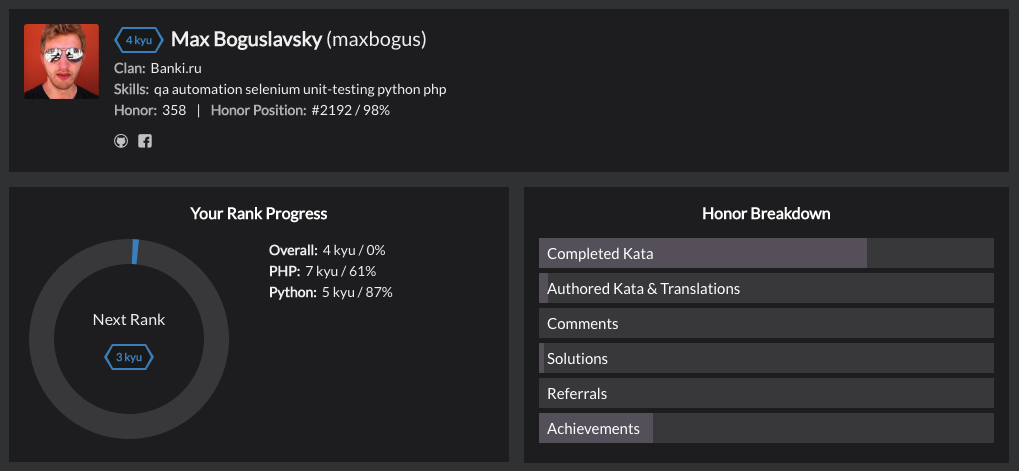 4 kyu Max Boguslavsky (maxbogus)
Clan: Banki.ru
Skills: qa automation selenium unit-testing python php
Honor: 358 | Honor Position: #2192 / 98%
Your Rank Progress
Next Rank
3 kyu
Overall: 4 kyu / 0%
PHP: 7 kyu / 61%
Python: 5 kyu / 87%
Honor Breakdown
Completed Kata
Authored Kata & Translations
Comments
Solutions
Referrals
Achievements